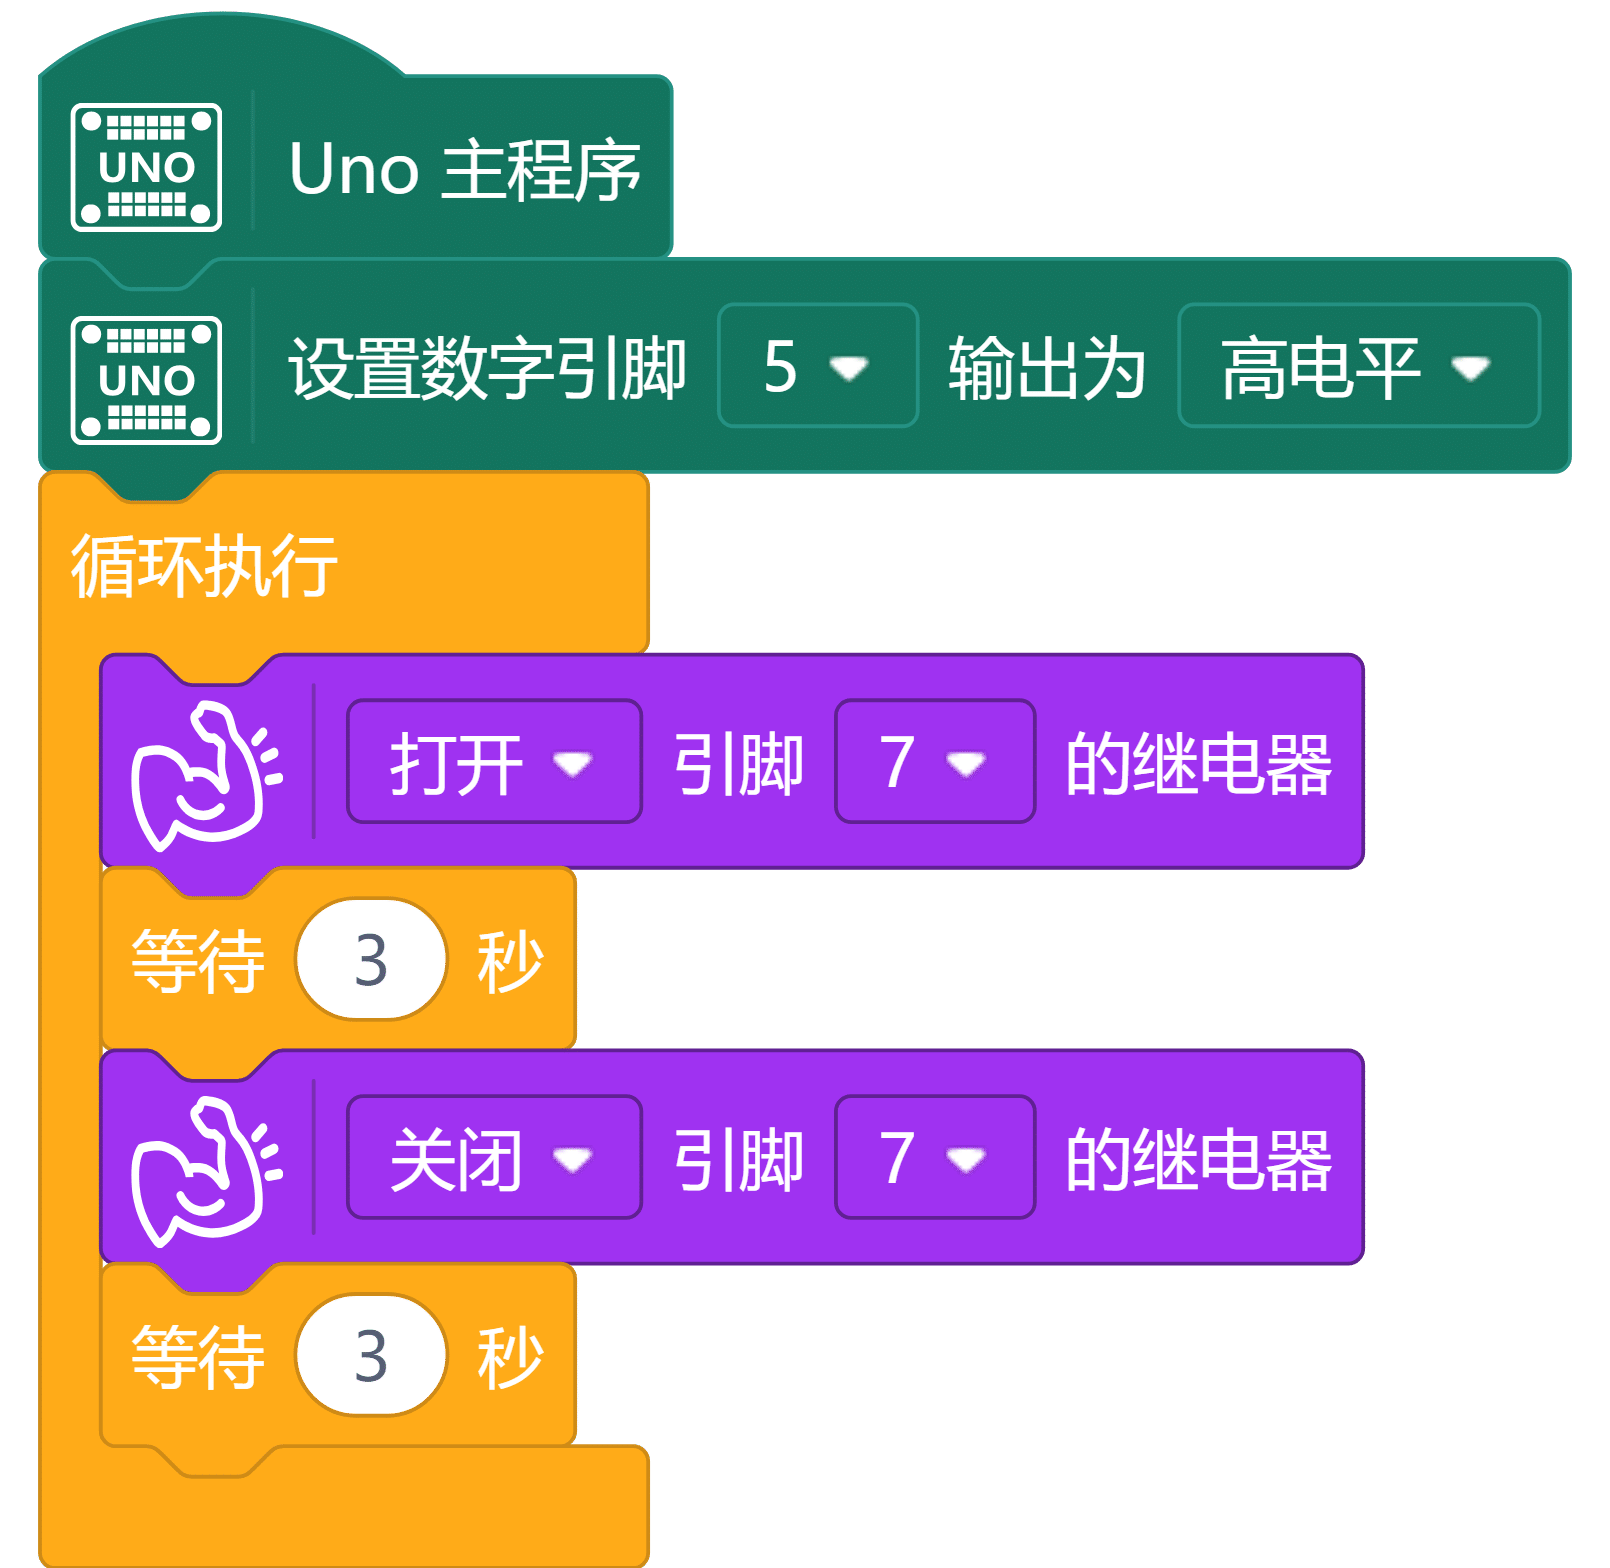 UNO Uno 主程序
UNO 设置数字引脚 5 输出为 高电平
循环执行
打开 引脚 7 的继电器
等待 3 秒
关闭 引脚 7 的继电器
等待 3 秒